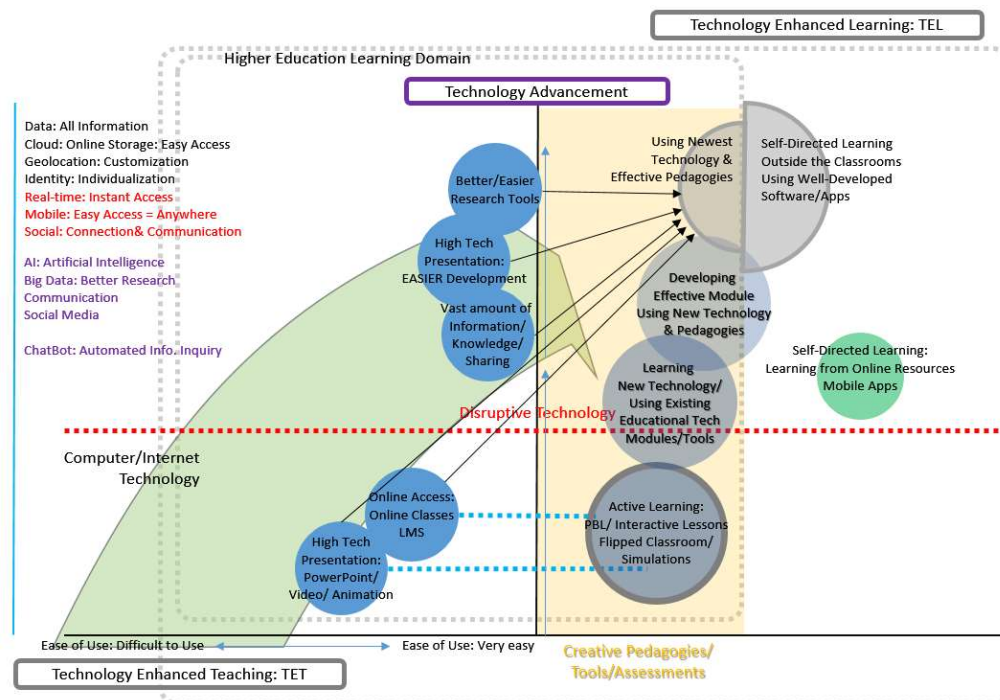 Technology Enhanced Learning: TEL
Higher Education Learning Domain
Technology Advancement
Data: All Information
Cloud: Online Storage: Easy Access
Geolocation: Customization
Identity: Individualization
Real-time: Instant Access
Mobile: Easy Access = Anywhere
Social: Connection& Communication
AI: Artificial Intelligence
Big Data: Better Research
Communication
Social Media
ChatBot: Automated Info. Inquiry
Better/Easier
Research Tools
High Tech
Presentation:
EASIER Development
Vast amount of
Information/
Knowledge/
Sharing
Using Newest
Technology &
Effective Pedagogies
Self-Directed Learning
Outside the Classrooms
Using Well-Developed
Software/Apps
Developing
Effective Module
Using New Technology
& Pedagogies
Learning
New Technology/
Using Existing
Educational Tech
Modules/Tools
Self-Directed Learning:
Learning from Online Resources
Mobile Apps
Disruptive Technology
Computer/Internet
Technology
Online Access:
Online Classes
LMS
High Tech
Presentation:
PowerPoint/
Video/ Animation
Active Learning:
PBL/ Interactive Lessons
Flipped Classroom/
Simulations
Ease of Use: Difficult to Use
Ease of Use: Very easy
Creative Pedagogies/
Tools/Assessments
Technology Enhanced Teaching: TET